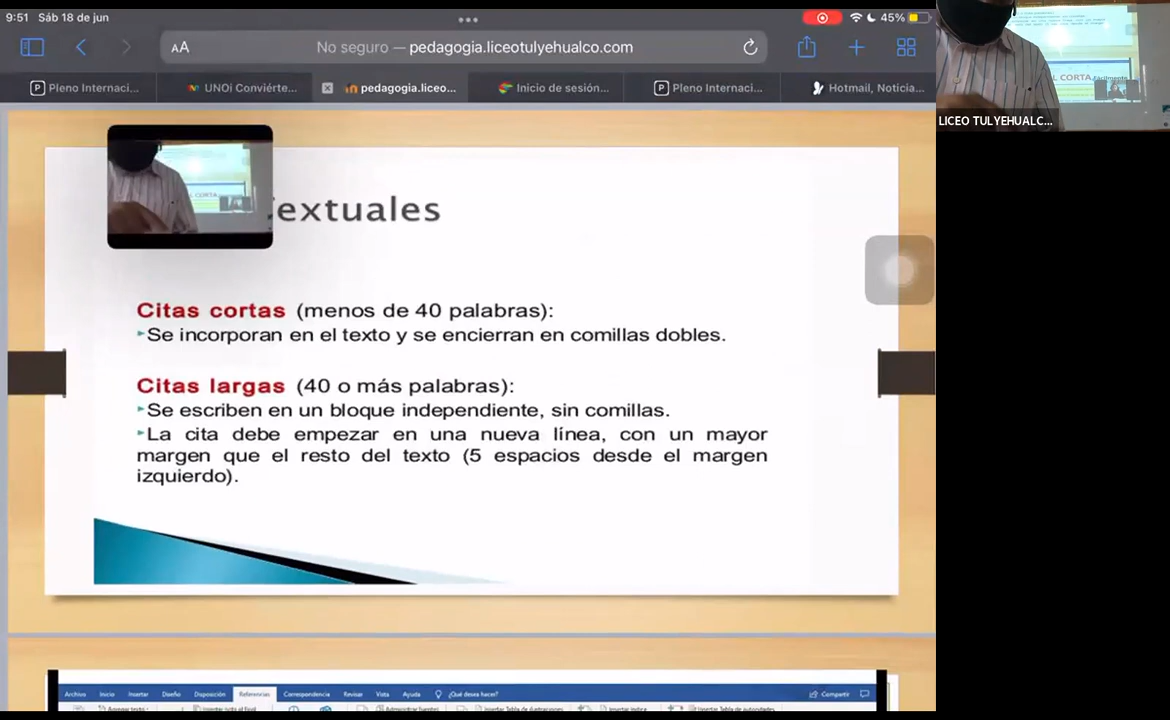 9:51 Sáb 18 de jun
45%
AA
No seguro — pedagogia.liceotulyehualco.com
Pleno Internaci...
UNOi Conviérte...
pedagogia.liceo...
Inicio de sesión...
Pleno Internaci...
Hotmail, Noticia...
LICEO TULYEHUALC...
L CORTA
extuales
Citas cortas (menos de 40 palabras):
Se incorporan en el texto y se encierran en comillas dobles.
Citas largas (40 o más palabras):
Se escriben en un bloque independiente, sin comillas.
La cita debe empezar en una nueva línea, con un mayor
margen que el resto del texto (5 espacios desde el margen
izquierdo).
Archivo Inicio Insertar Diseño Disposición Referencias Correspondencia Revisar Vista Ayuda ¿Qué desea hacer? Compartir